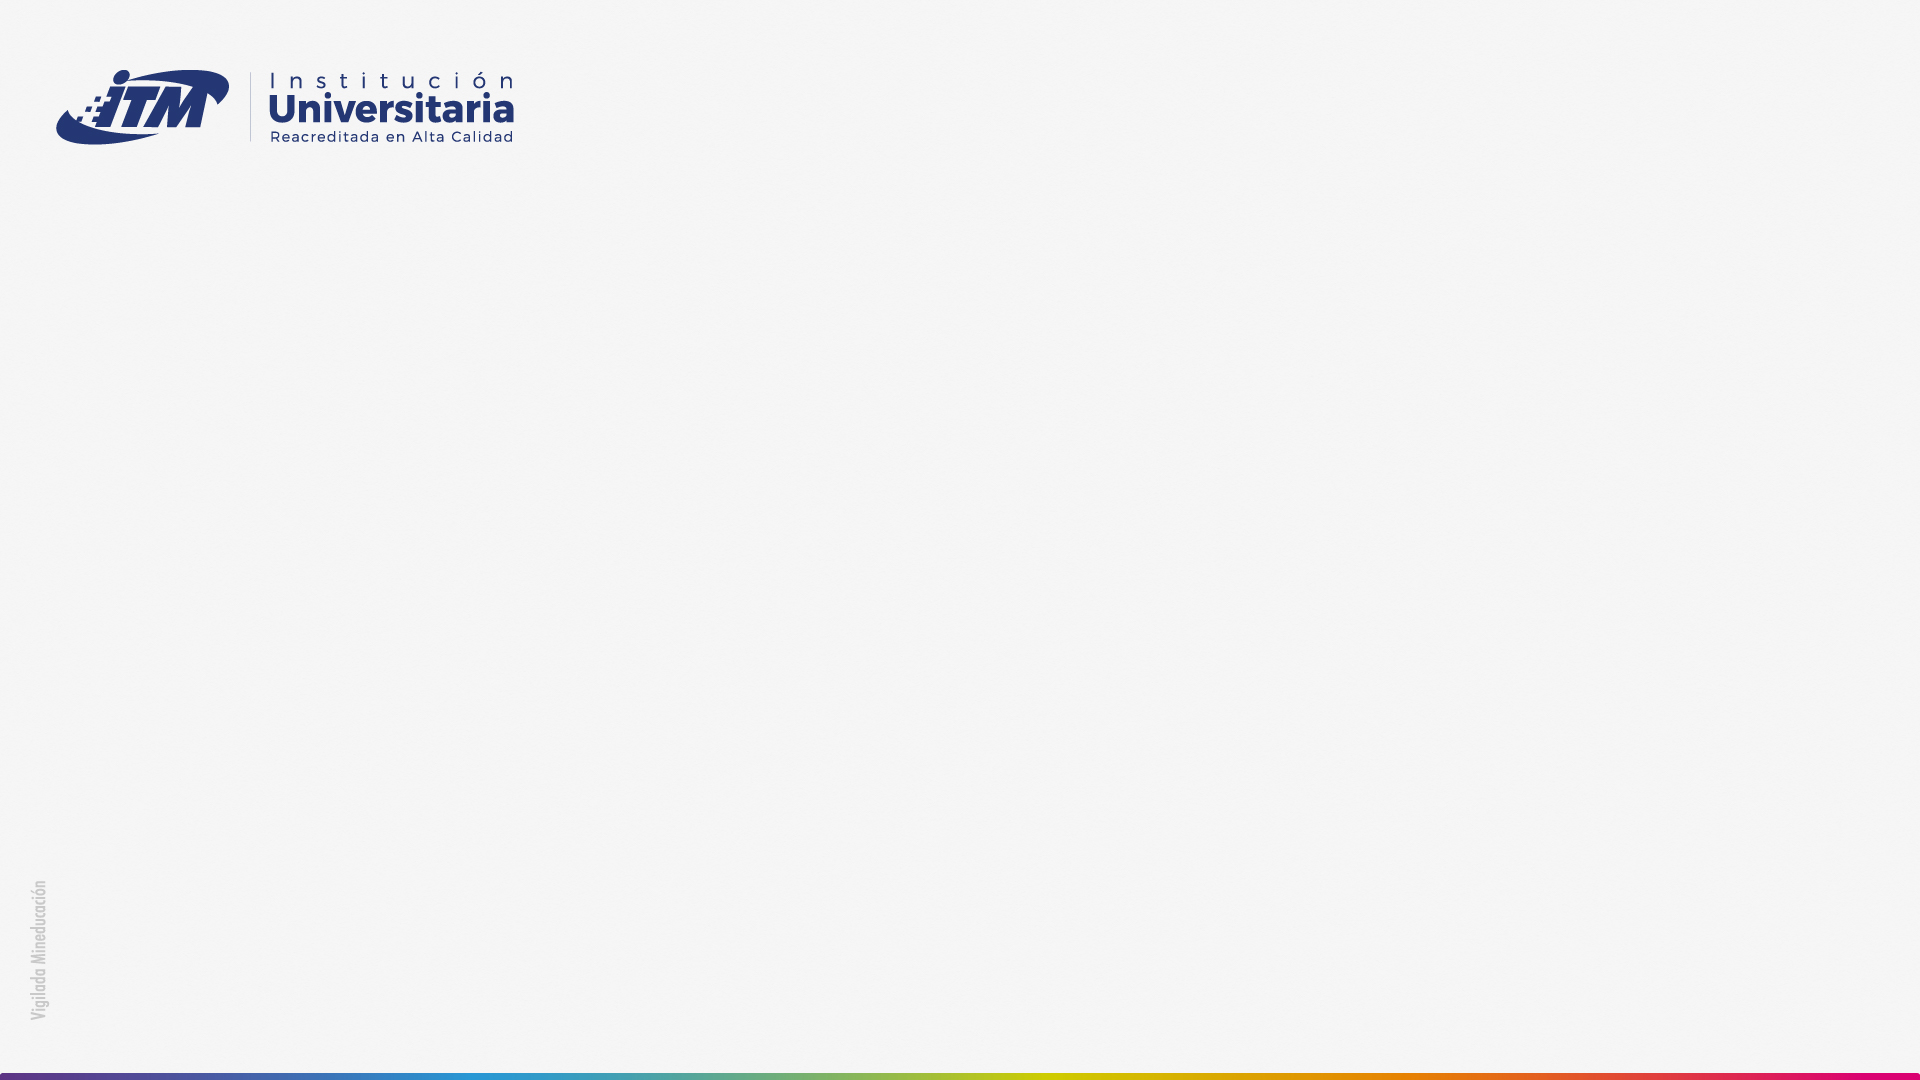 iTM
Institución
Universitaria
Reacreditada en Alta Calidad
Vigilada Mineducación